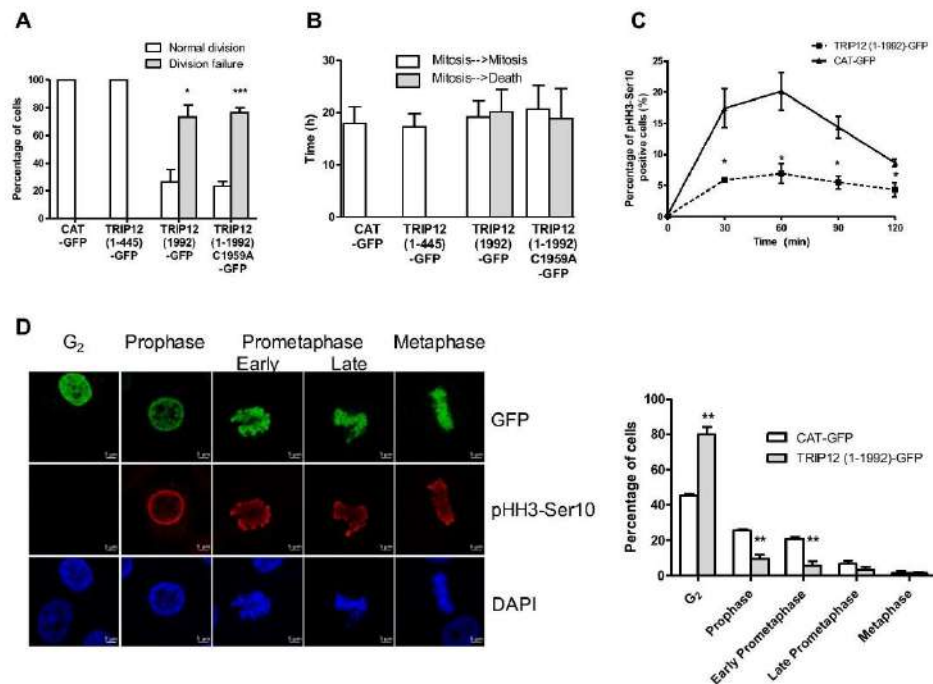 A
Normal division
Division failure
Percentage of cells
100
80
60
40
20
0
*
***
CAT
-GFP
TRIP12
(1-445)
-GFP
TRIP12
(1992)
-GFP
TRIP12
(1-1992)
C1959A
-GFP
B
Mitosis-->Mitosis
Mitosis-->Death
Time (h)
30
20
10
0
CAT
-GFP
TRIP12
(1-445)
-GFP
TRIP12
(1992)
-GFP
TRIP12
(1-1992)
C1959A
-GFP
C
TRIP12 (1-1992)-GFP
CAT-GFP
Percentage of pHH3-Ser10
positive cells (%)
25
20
15
10
5
0
*
*
*
*
0 30 60 90 120
Time (min)
D
G2 Prophase Prometaphase Metaphase
Early Late
GFP
pHH3-Ser10
DAPI
Percentage of cells
100
80
60
40
20
0
CAT-GFP
TRIP12 (1-1992)-GFP
**
**
**
G2
Prophase
Early Prometaphase
Late Prometaphase
Metaphase